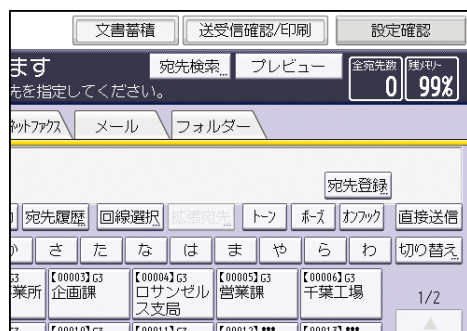 文書蓄積 送受信確認/印刷 設定確認
ます 宛先検索 プレビュー 全宛先数 残ﾒﾓﾘｰ
先を指定してください。 0 99%
ﾈｯﾄﾌｧｸｽ メール フォルダー
宛先登録
宛先履歴 回線選択 拡張宛先 ﾄｰﾝ ﾎﾟｰｽﾞ ｵﾝﾌｯｸ 直接送信
か さ た な は ま や ら わ 切り替え
G3 【00003】G3 【00004】G3 【00005】G3 【00006】G3
業所 企画課 ロサンゼル 営業課 千葉工場 1/2
ス支局